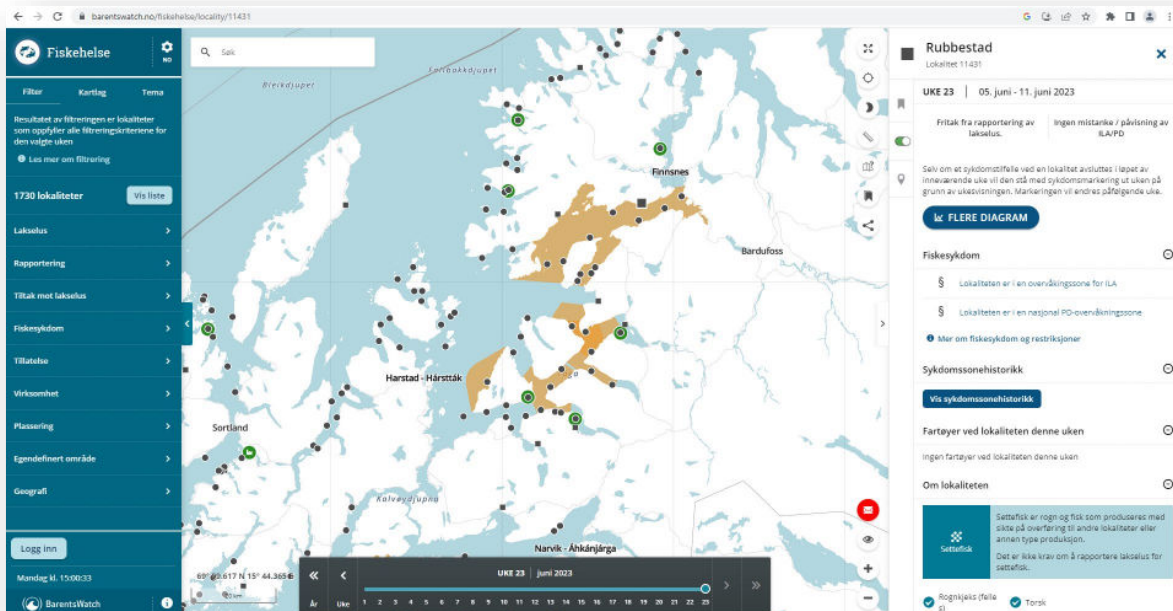 barentswatch.no/fiskehelse/locality/11431
Fiskehelse
NO
Filter Kartlag Tema
Resultatet av filtreringen er lokaliteter
som oppfyller alle filtreringskriteriene for
den valgte uken
Les mer om filtrering
1730 lokaliteter Vis liste
Lakselus
Rapportering
Tiltak mot lakselus
Fiskesykdom
Tillatelse
Virksomhet
Plassering
Egendefinert område
Geografi
Logg inn
Mandag kl. 15:00:33
BarentsWatch
Søk
Bleikdjupet
Finnsnes
Bardufoss
Harstad - Hárstták
Sortland
Narvik - Áhkánjárga
20 km
UKE 23 | juni 2023
År Uke 1 2 3 4 5 6 7 8 9 10 11 12 13 14 15 16 17 18 19 20 21 22 23
Rubbestad
Lokalitet 11431
UKE 23 | 05. juni - 11. juni 2023
Fritak fra rapportering av
lakselus.
Ingen mistanke / påvisning av
ILA/PD
Selv om et sykdomstilfelle ved en lokalitet avsluttes i løpet av
inneværende uke vil den stå med sykdomsmarkering ut uken på
grunn av ukesvisningen. Markeringen vil endres påfølgende uke.
FLERE DIAGRAM
Fiskesykdom
§ Lokaliteten er i en overvåkingssone for ILA
§ Lokaliteten er i en nasjonal PD-overvåkningssone
Mer om fiskesykdom og restriksjoner
Sykdomssonehistorikk
Vis sykdomssonehistorikk
Fartøyer ved lokaliteten denne uken
Ingen fartøyer ved lokaliteten denne uken
Om lokaliteten
Settefisk
Settefisk er rogn og fisk som produseres med
sikte på overføring til andre lokaliteter eller
annen type produksjon.
Det er ikke krav om å rapportere lakselus for
settefisk.
Rognkjeks (felle
s)
Torsk